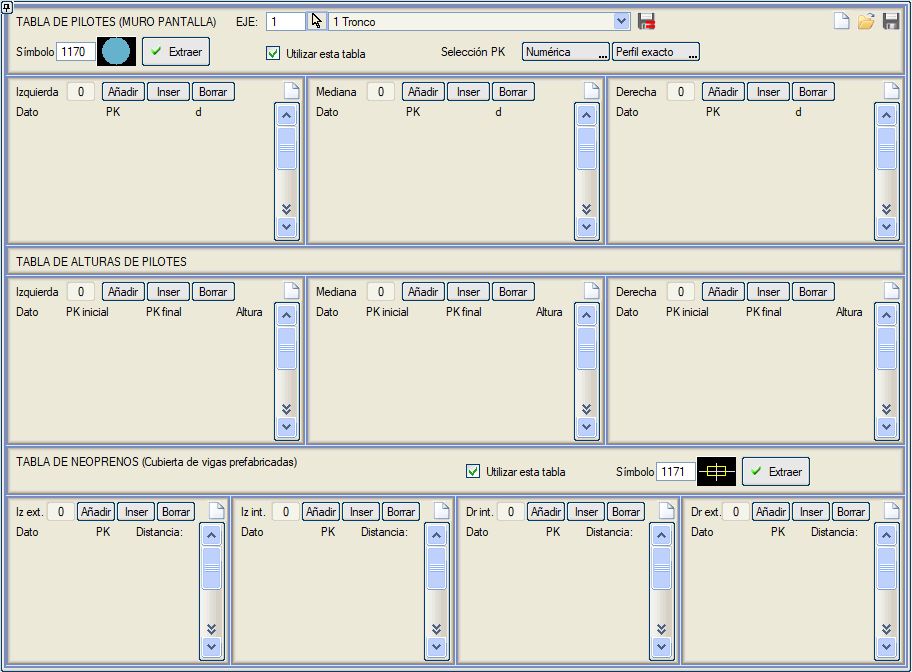 TABLA DE PILOTES (MURO PANTALLA) EJE: 1 1 Tronco
Símbolo 1170 Extraer Utilizar esta tabla Selección PK Numérica ... Perfil exacto ...
Izquierda 0 Añadir Inser Borrar Mediana 0 Añadir Inser Borrar Derecha 0 Añadir Inser Borrar
Dato PK d Dato PK d Dato PK d
TABLA DE ALTURAS DE PILOTES
Izquierda 0 Añadir Inser Borrar Mediana 0 Añadir Inser Borrar Derecha 0 Añadir Inser Borrar
Dato PK inicial PK final Altura Dato PK inicial PK final Altura Dato PK inicial PK final Altura
TABLA DE NEOPRENOS (Cubierta de vigas prefabricadas) Utilizar esta tabla Símbolo 1171 Extraer
Iz ext. 0 Añadir Inser Borrar Iz int. 0 Añadir Inser Borrar Dr int. 0 Añadir Inser Borrar Dr ext. 0 Añadir Inser Borrar
Dato PK Distancia: Dato PK Distancia: Dato PK Distancia: Dato PK Distancia: